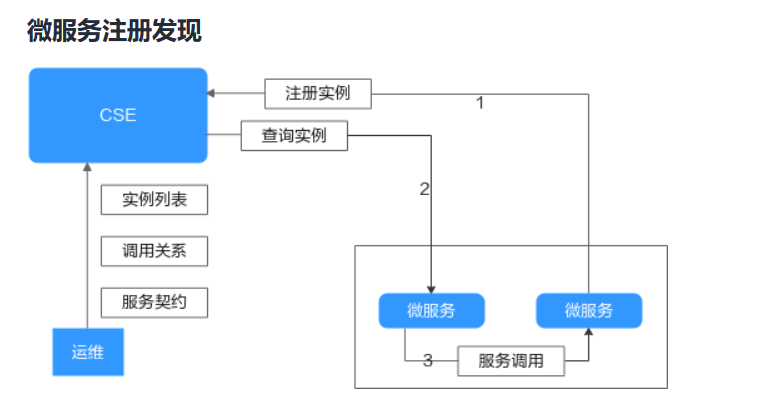 微服务注册发现
CSE
注册实例
1
查询实例
2
实例列表
调用关系
服务契约
运维
微服务
微服务
3
服务调用